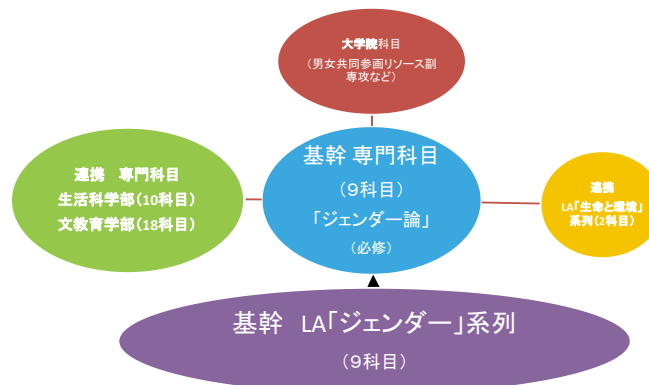 大学院科目
（男女共同参画リソース副
専攻など）
基幹 専門科目
（9科目）
「ジェンダー論」
（必修）
連携　専門科目
生活科学部（10科目）
文教育学部（18科目）
連携
LA「生命と環境」
系列（2科目）
基幹　LA「ジェンダー」系列
（9科目）